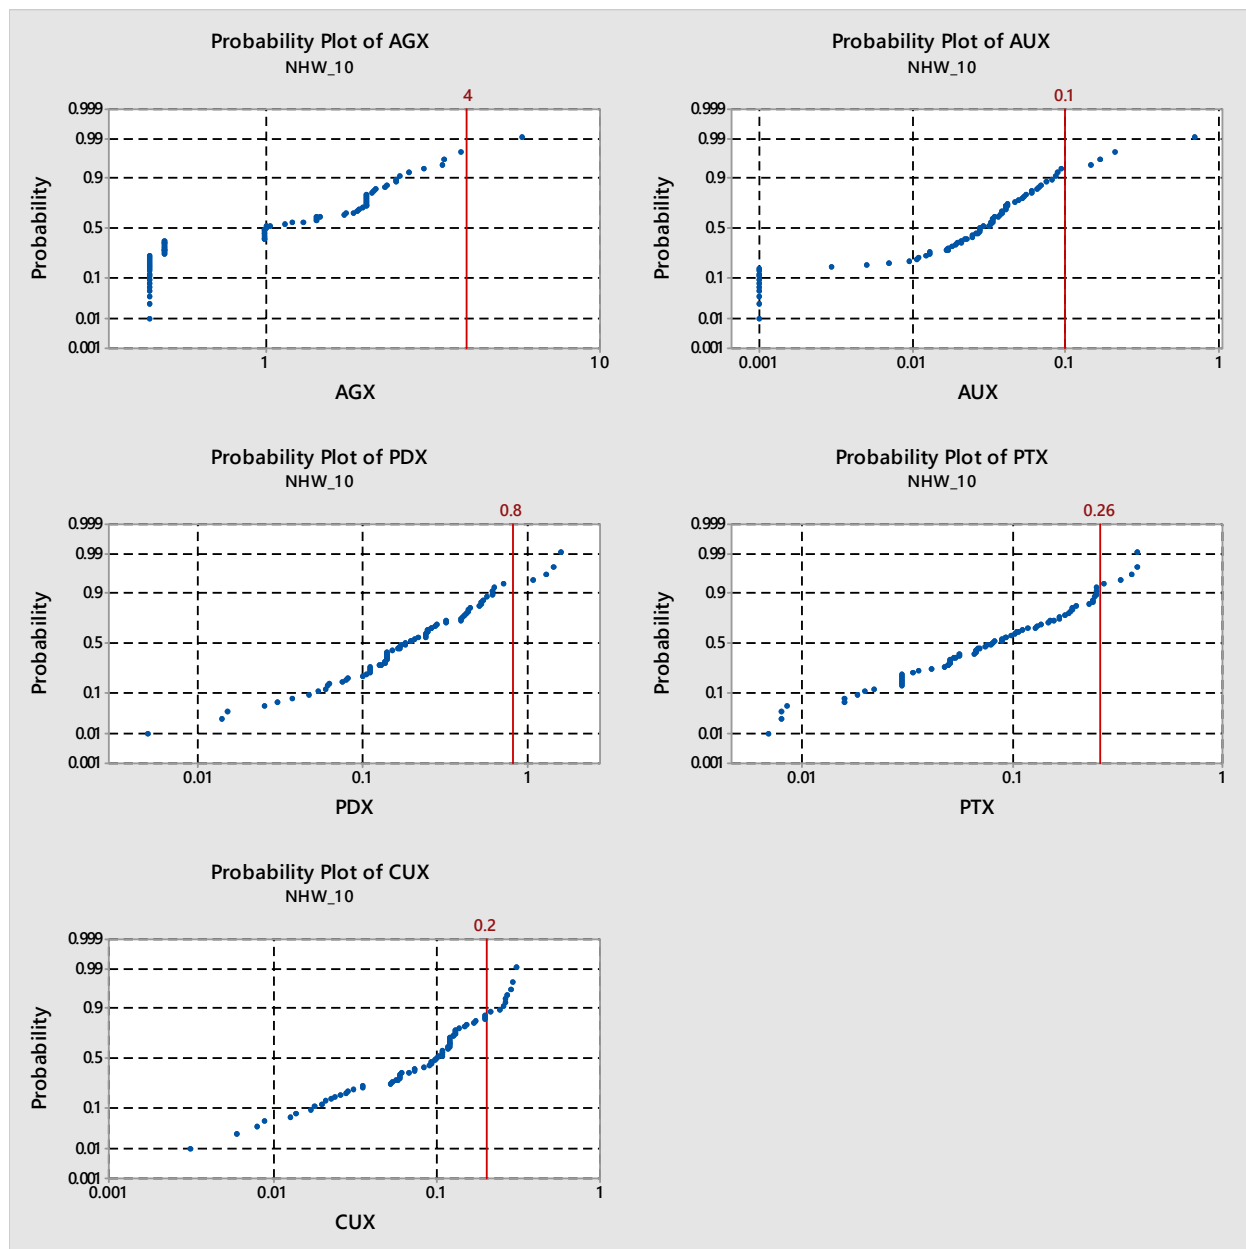 Probability Plot of AGX
NHW_10
4
0.999
0.99
0.9
0.5
0.1
0.01
0.001
Probability
1
10
AGX
Probability Plot of AUX
NHW_10
0.1
0.999
0.99
0.9
0.5
0.1
0.01
0.001
Probability
0.001
0.01
0.1
1
AUX
Probability Plot of PDX
NHW_10
0.8
0.999
0.99
0.9
0.5
0.1
0.01
0.001
Probability
0.01
0.1
1
PDX
Probability Plot of PTX
NHW_10
0.26
0.999
0.99
0.9
0.5
0.1
0.01
0.001
Probability
0.01
0.1
1
PTX
Probability Plot of CUX
NHW_10
0.2
0.999
0.99
0.9
0.5
0.1
0.01
0.001
Probability
0.001
0.01
0.1
1
CUX